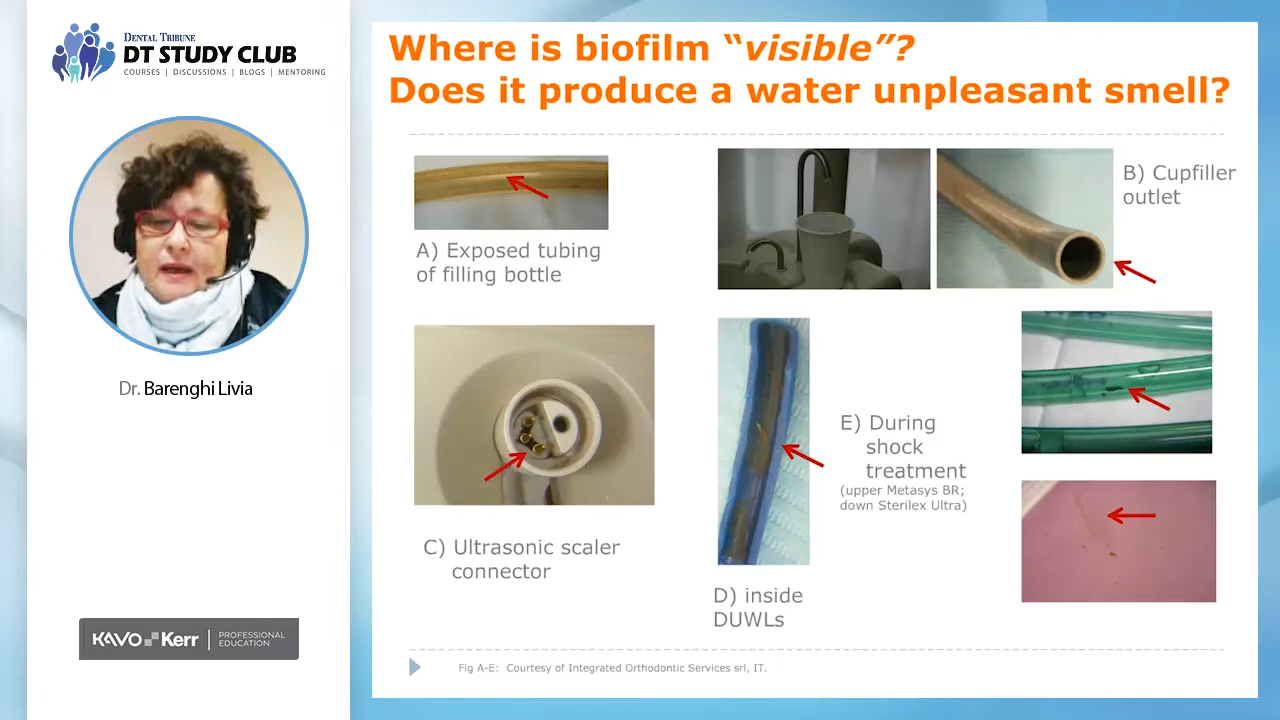 DENTAL TRIBUNE
DT STUDY CLUB
COURSES | DISCUSSIONS | BLOGS | MENTORING
Dr. Barenghi Livia
KAVO Kerr
PROFESSIONAL
EDUCATION
Where is biofilm “visible”?
Does it produce a water unpleasant smell?
A) Exposed tubing
of filling bottle
B) Cupfiller
outlet
C) Ultrasonic scaler
connector
D) inside
DUWLs
E) During
shock
treatment
(upper Metasys BR;
down Sterilex Ultra)
Fig A-E: Courtesy of Integrated Orthodontic Services srl, IT.